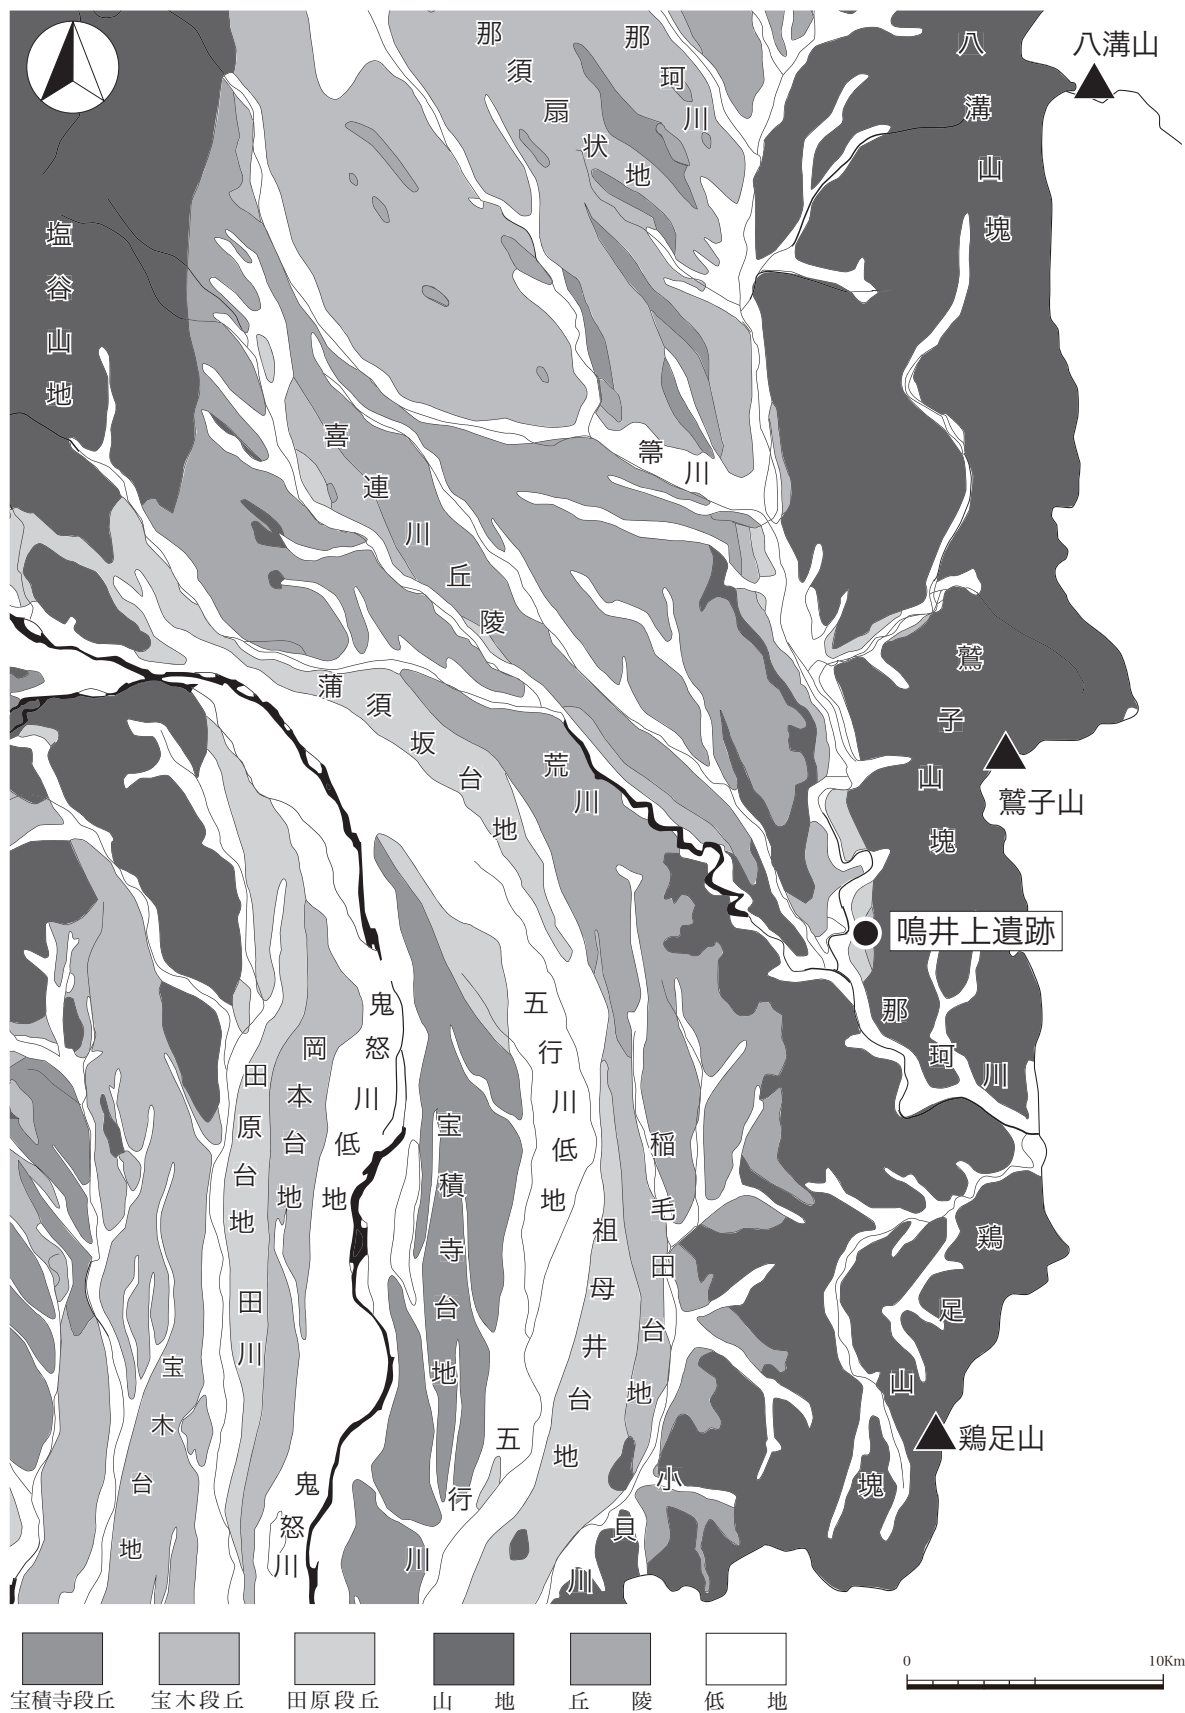 八溝山
八溝山塊
那須扇状地
那珂川
塩谷山地
喜連川丘陵
箒川
鷲子山塊
鷲子山
蒲須坂台地
荒川
鳴井上遺跡
那珂川
五行川低地
鬼怒川低地
岡本台地
田原台地
田川
宝積寺台地
稲毛田台地
祖母井台地
鶏足山塊
鶏足山
宝木台地
五行川
小貝川
鬼怒川
宝積寺段丘
宝木段丘
田原段丘
山地
丘陵
低地
0
10Km